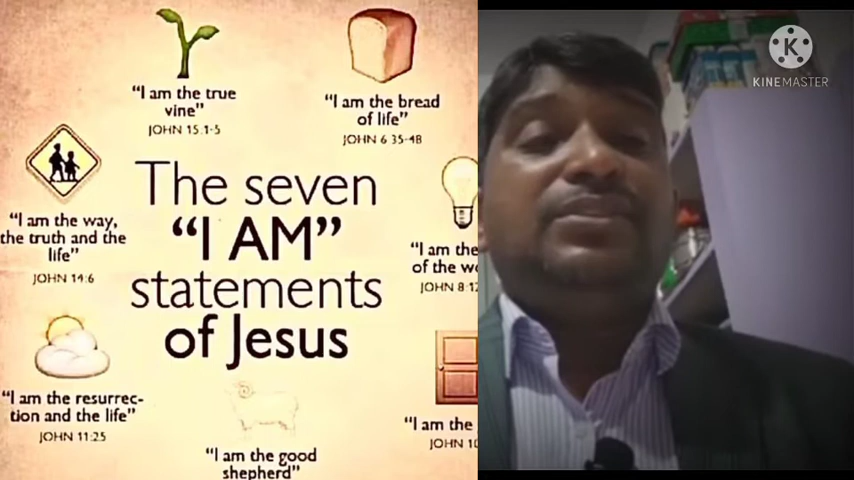 "I am the true
vine"
JOHN 15.1-5
"I am the bread
of life"
JOHN 6 35-48
"I am the way,
the truth and the
life"
JOHN 14:6
The seven
"I AM"
statements
of Jesus
"I am the
of the
JOHN 8:12
"I am the resurrec-
tion and the life"
JOHN 11:25
"I am the good
shepherd"
"I am the
JOHN 10
KINEMASTER